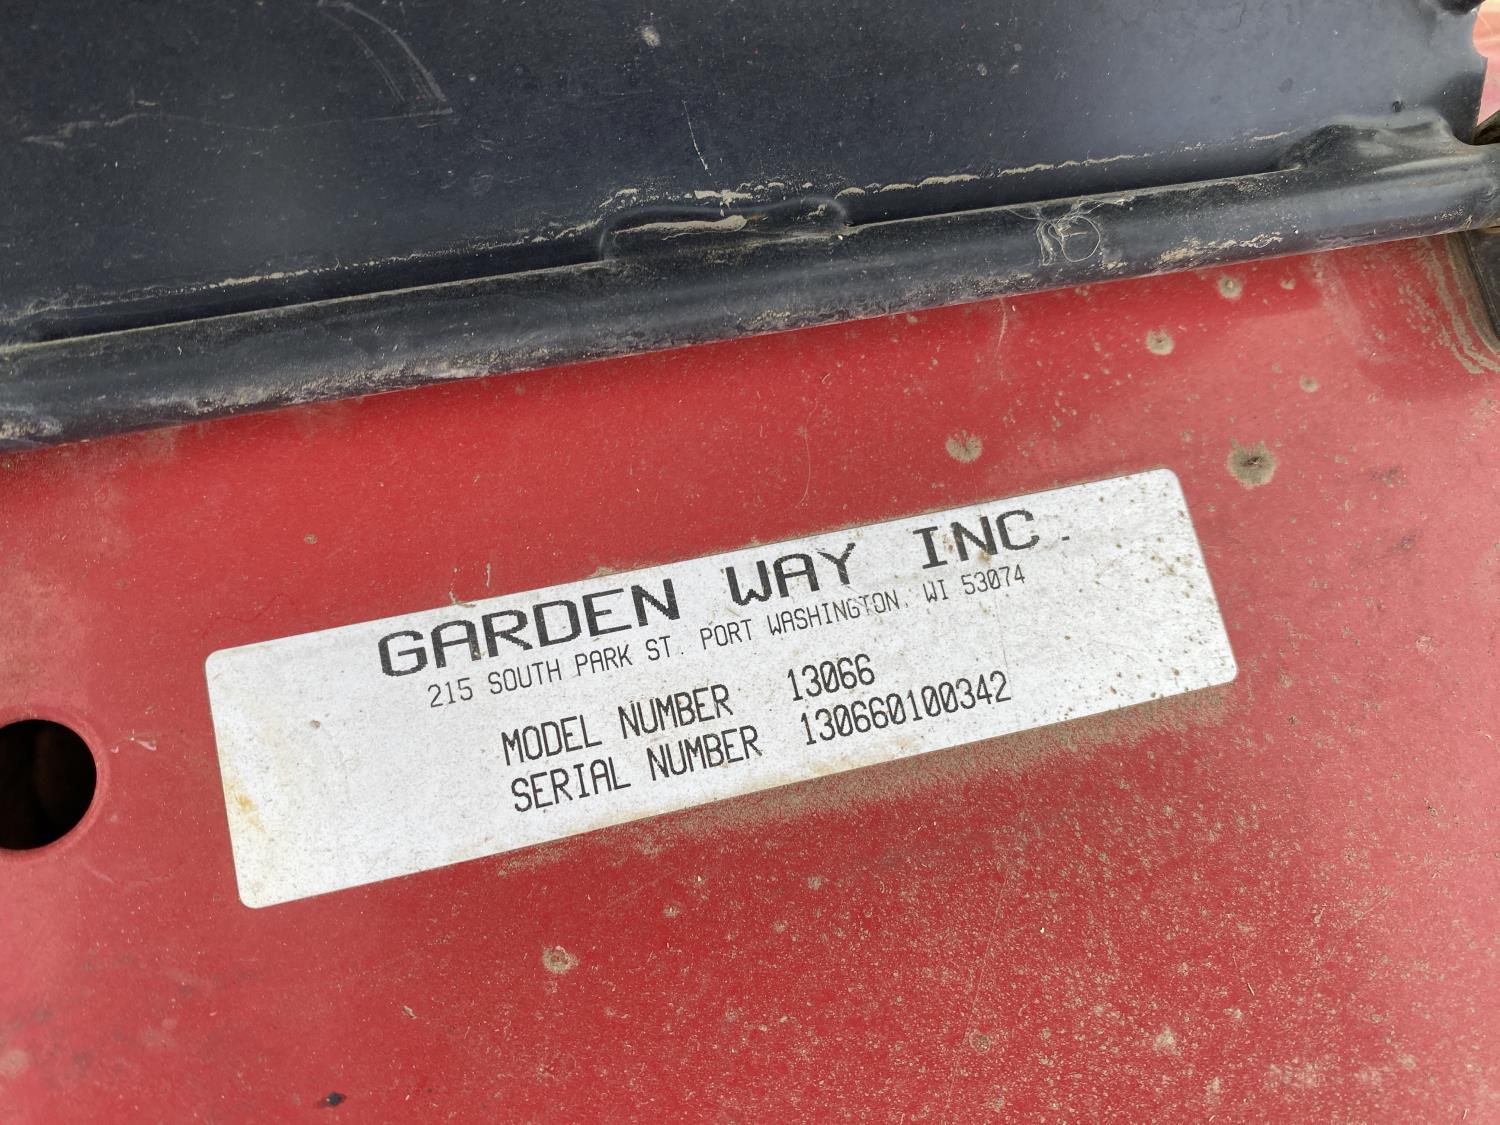 GARDEN WAY INC.
215 SOUTH PARK ST. PORT WASHINGTON, WI 53074
MODEL NUMBER 13066
SERIAL NUMBER 130660100342